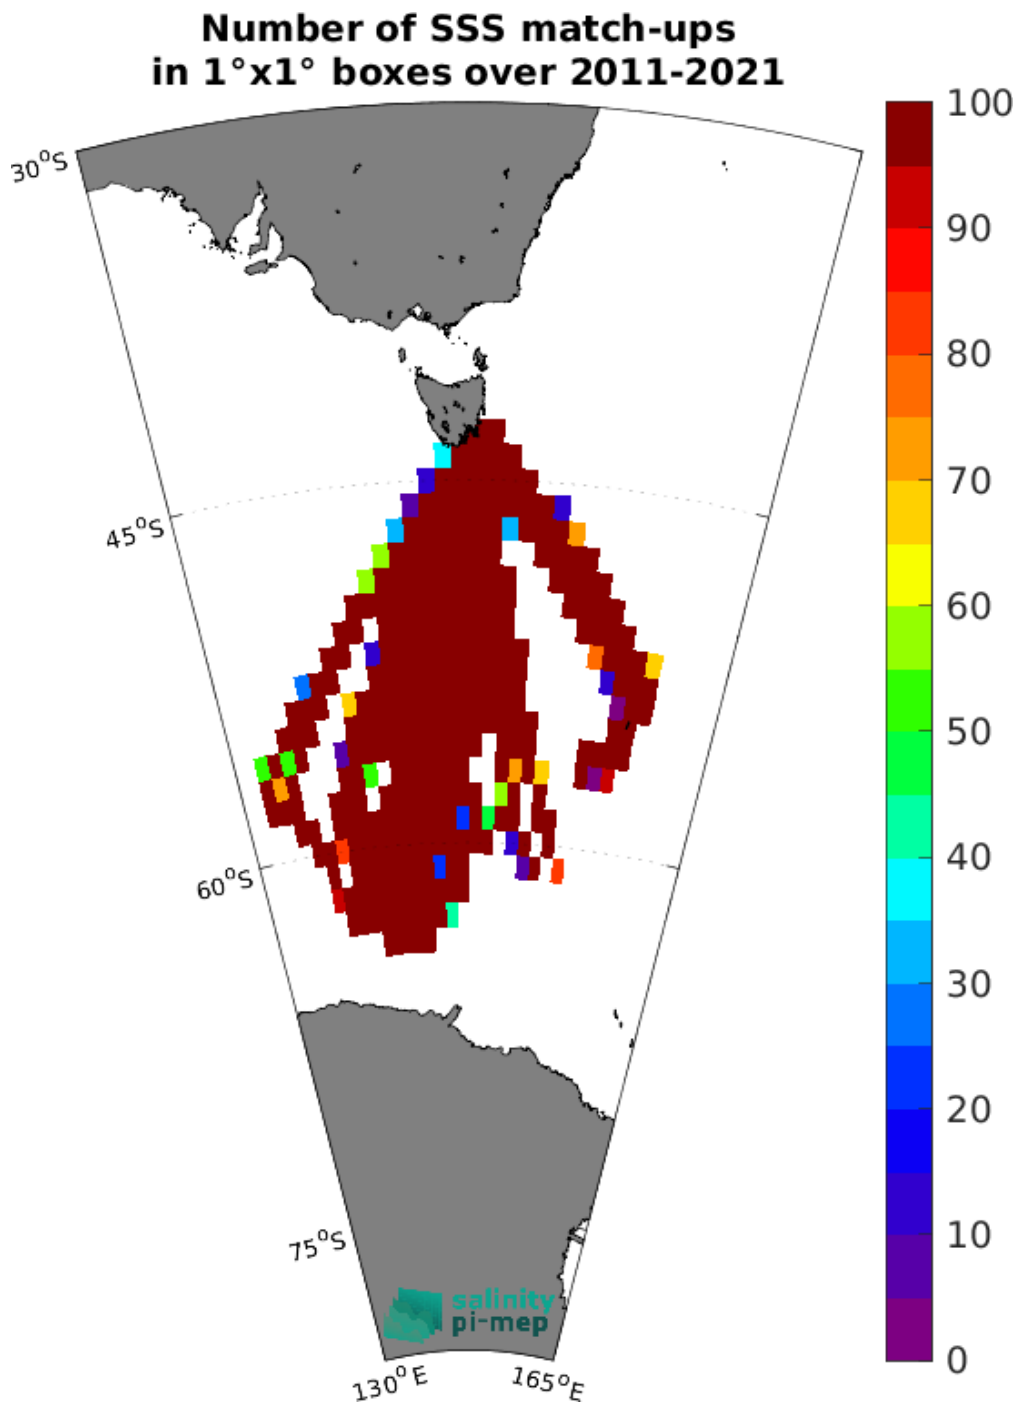 Number of SSS match-ups
in 1°x1° boxes over 2011-2021
100
30°S
90
80
70
45°S
60
50
40
60°S
30
20
75°S
10
salinity
pi-mep
0
130°E
165°E